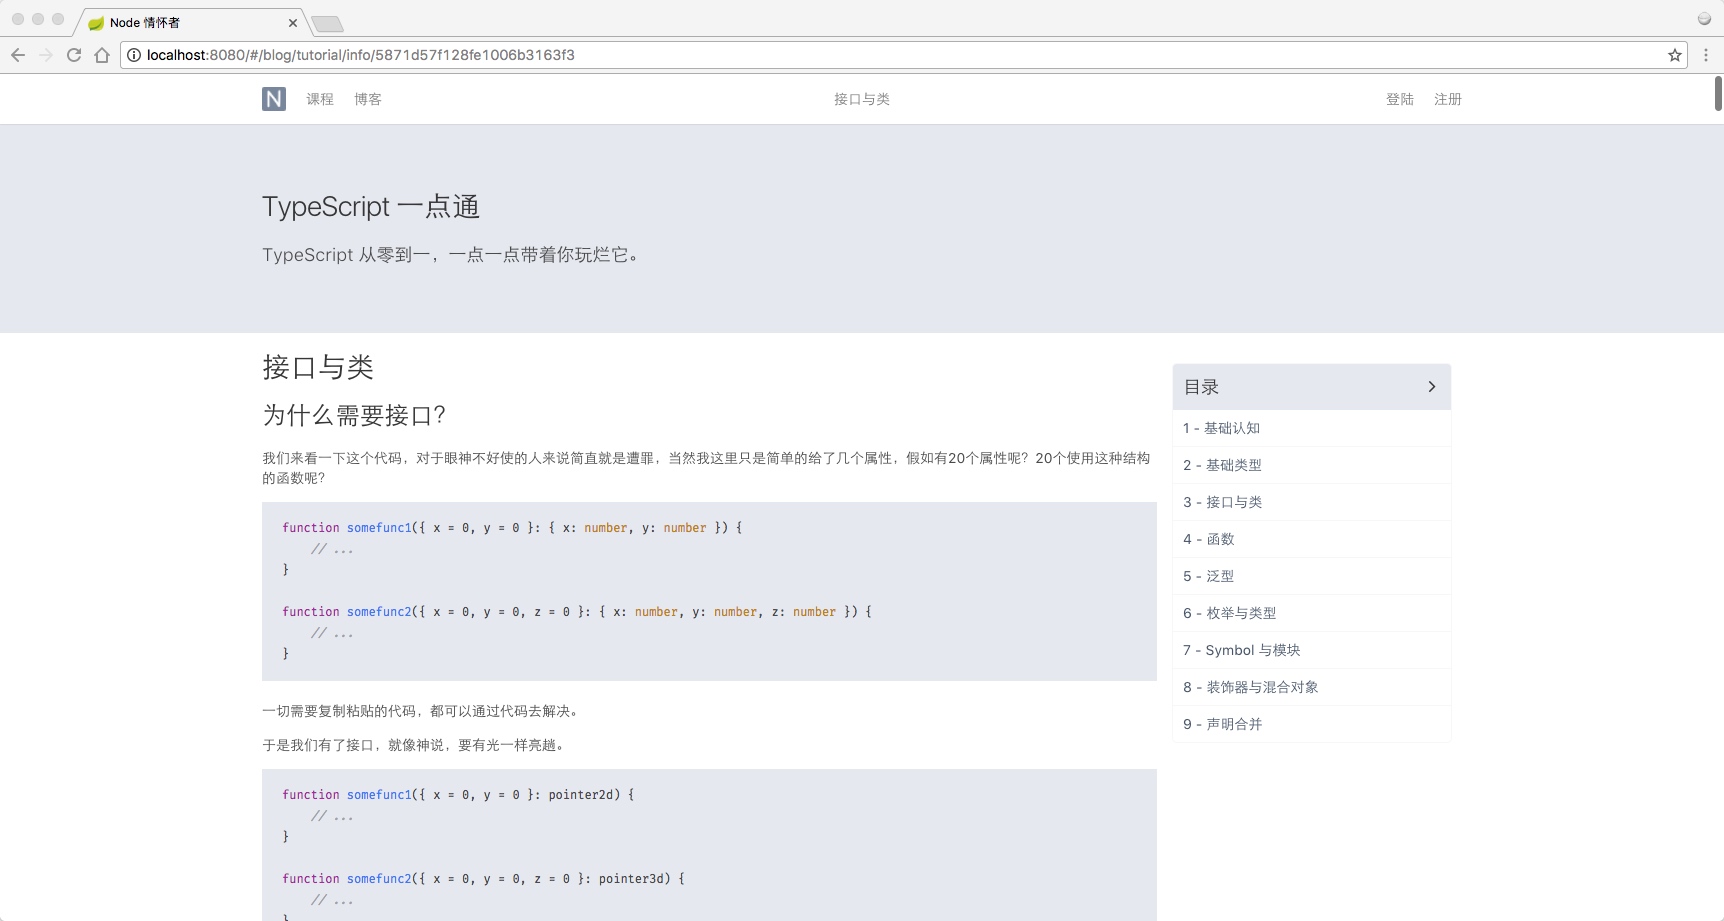 Node 情怀者
localhost:8080/#/blog/tutorial/info/5871d57f128fe1006b3163f3
N 课程 博客 接口与类 登陆 注册
TypeScript 一点通
TypeScript 从零到一，一点一点带着你玩烂它。
接口与类
为什么需要接口？
我们来看一下这个代码，对于眼神不好使的人来说简直就是遭罪，当然我这里只是简单的给了几个属性，假如有20个属性呢？20个使用这种结构
的函数呢？
function somefunc1({ x = 0, y = 0 }: { x: number, y: number }) {
    // ...
}
function somefunc2({ x = 0, y = 0, z = 0 }: { x: number, y: number, z: number }) {
    // ...
}
一切需要复制粘贴的代码，都可以通过代码去解决。
于是我们有了接口，就像神说，要有光一样亮趟。
function somefunc1({ x = 0, y = 0 }: pointer2d) {
    // ...
}
function somefunc2({ x = 0, y = 0, z = 0 }: pointer3d) {
    // ...
}
目录
1 - 基础认知
2 - 基础类型
3 - 接口与类
4 - 函数
5 - 泛型
6 - 枚举与类型
7 - Symbol 与模块
8 - 装饰器与混合对象
9 - 声明合并